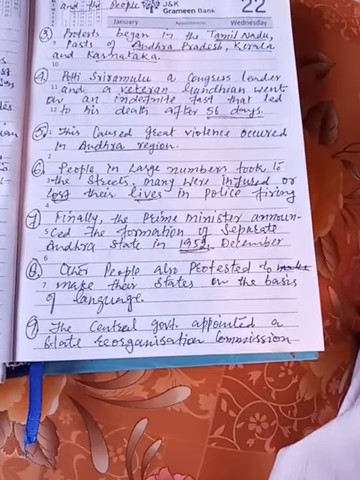 and the People
J&K
Grameen Bank
22
January
Appointments
Wednesday
③ Protests began in the Tamil Nadu,
Parts of Andhra Pradesh, Kerala
and Karnataka.
④ Potti Sriramulu a Congress leader
and a veteran Gandhian went
on an indefinite fast that led
to his death after 56 days.
⑤ This Caused great violence occured
in Andhra region.
⑥ People in Large numbers took to
the streets many were injused or
lost their lives in Police firing
⑦ Finally, the Prime minister announ-
ced the formation of Separate
Andhra State in 1952, December
⑧ Other People also Protested to
make their states on the basis
of language.
⑨ The Central govt. appointed a
State reorganisation Commission